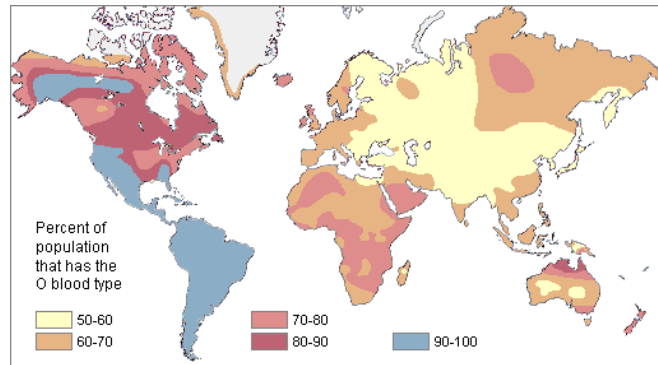 Percent of
population
that has the
O blood type
50-60
70-80
60-70
80-90
90-100